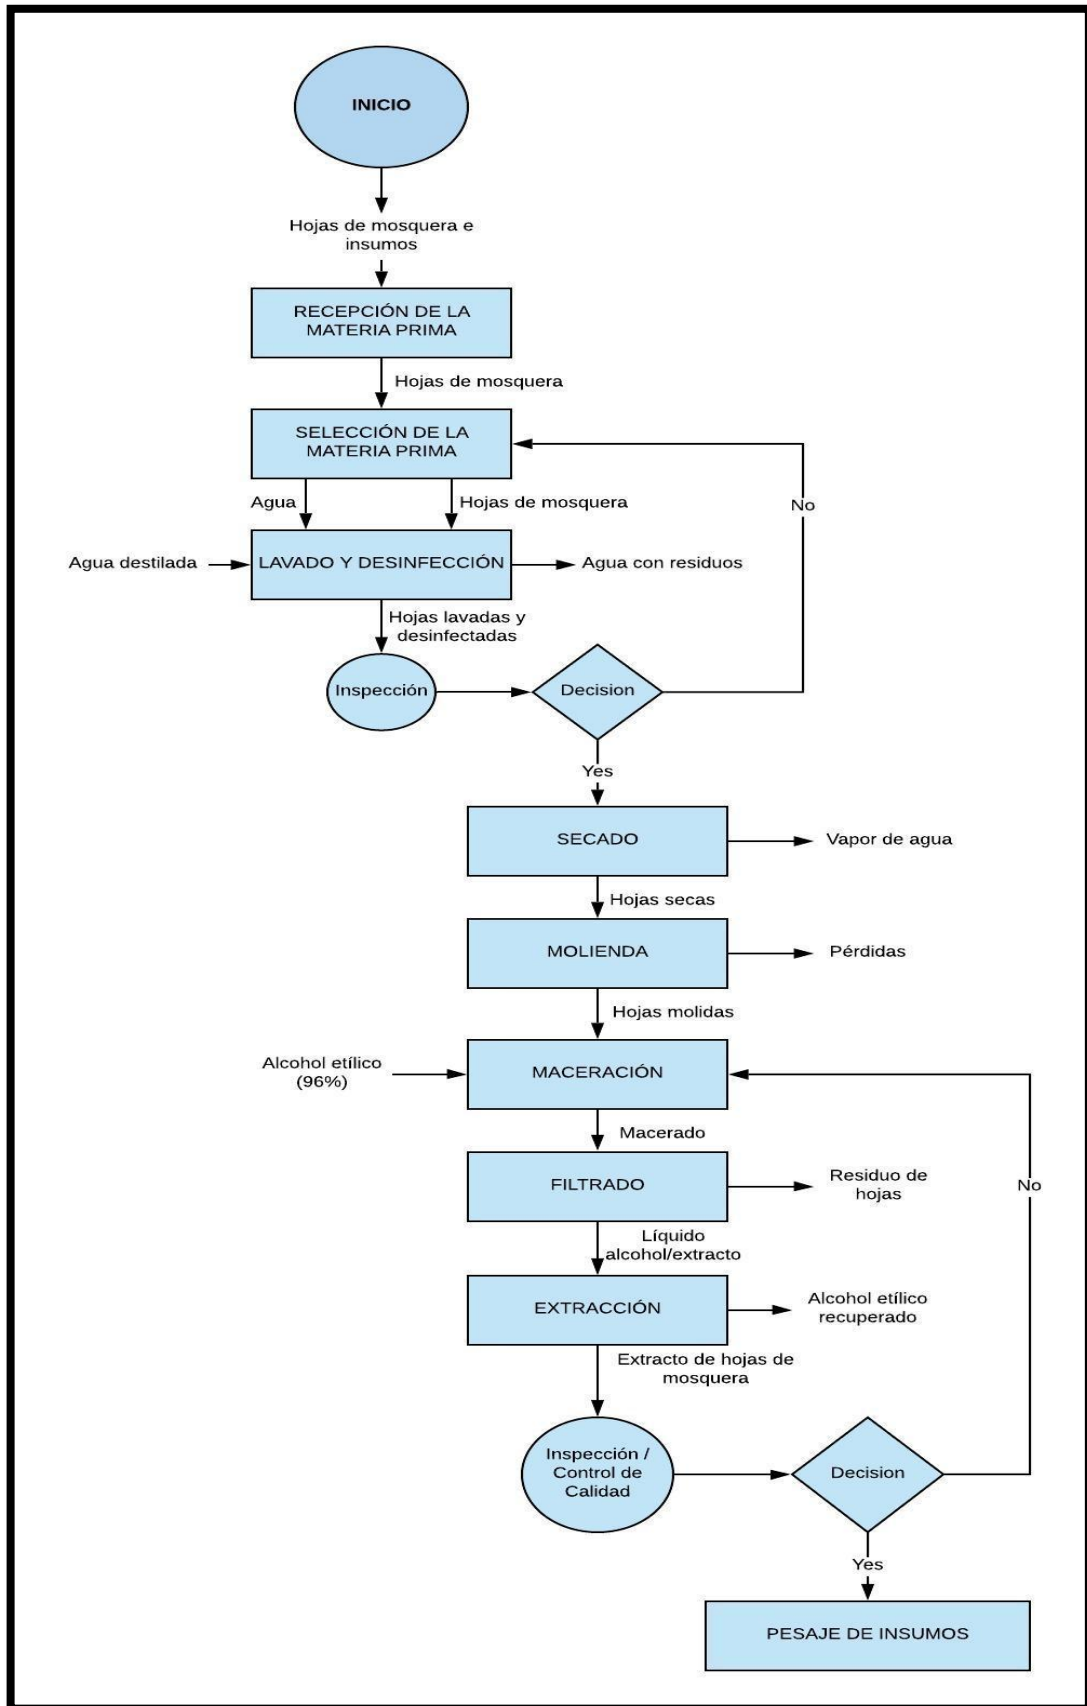 INICIO
Hojas de mosquera e
insumos
RECEPCIÓN DE LA
MATERIA PRIMA
Hojas de mosquera
SELECCIÓN DE LA
MATERIA PRIMA
Agua
Hojas de mosquera
No
Agua destilada
LAVADO Y DESINFECCIÓN
Agua con residuos
Hojas lavadas y
desinfectadas
Inspección
Decision
Yes
SECADO
Vapor de agua
Hojas secas
MOLIENDA
Pérdidas
Hojas molidas
Alcohol etílico
(96%)
MACERACIÓN
Macerado
FILTRADO
Residuo de
hojas
No
Líquido
alcohol/extracto
EXTRACCIÓN
Alcohol etílico
recuperado
Extracto de hojas de
mosquera
Inspección /
Control de
Calidad
Decision
Yes
PESAJE DE INSUMOS